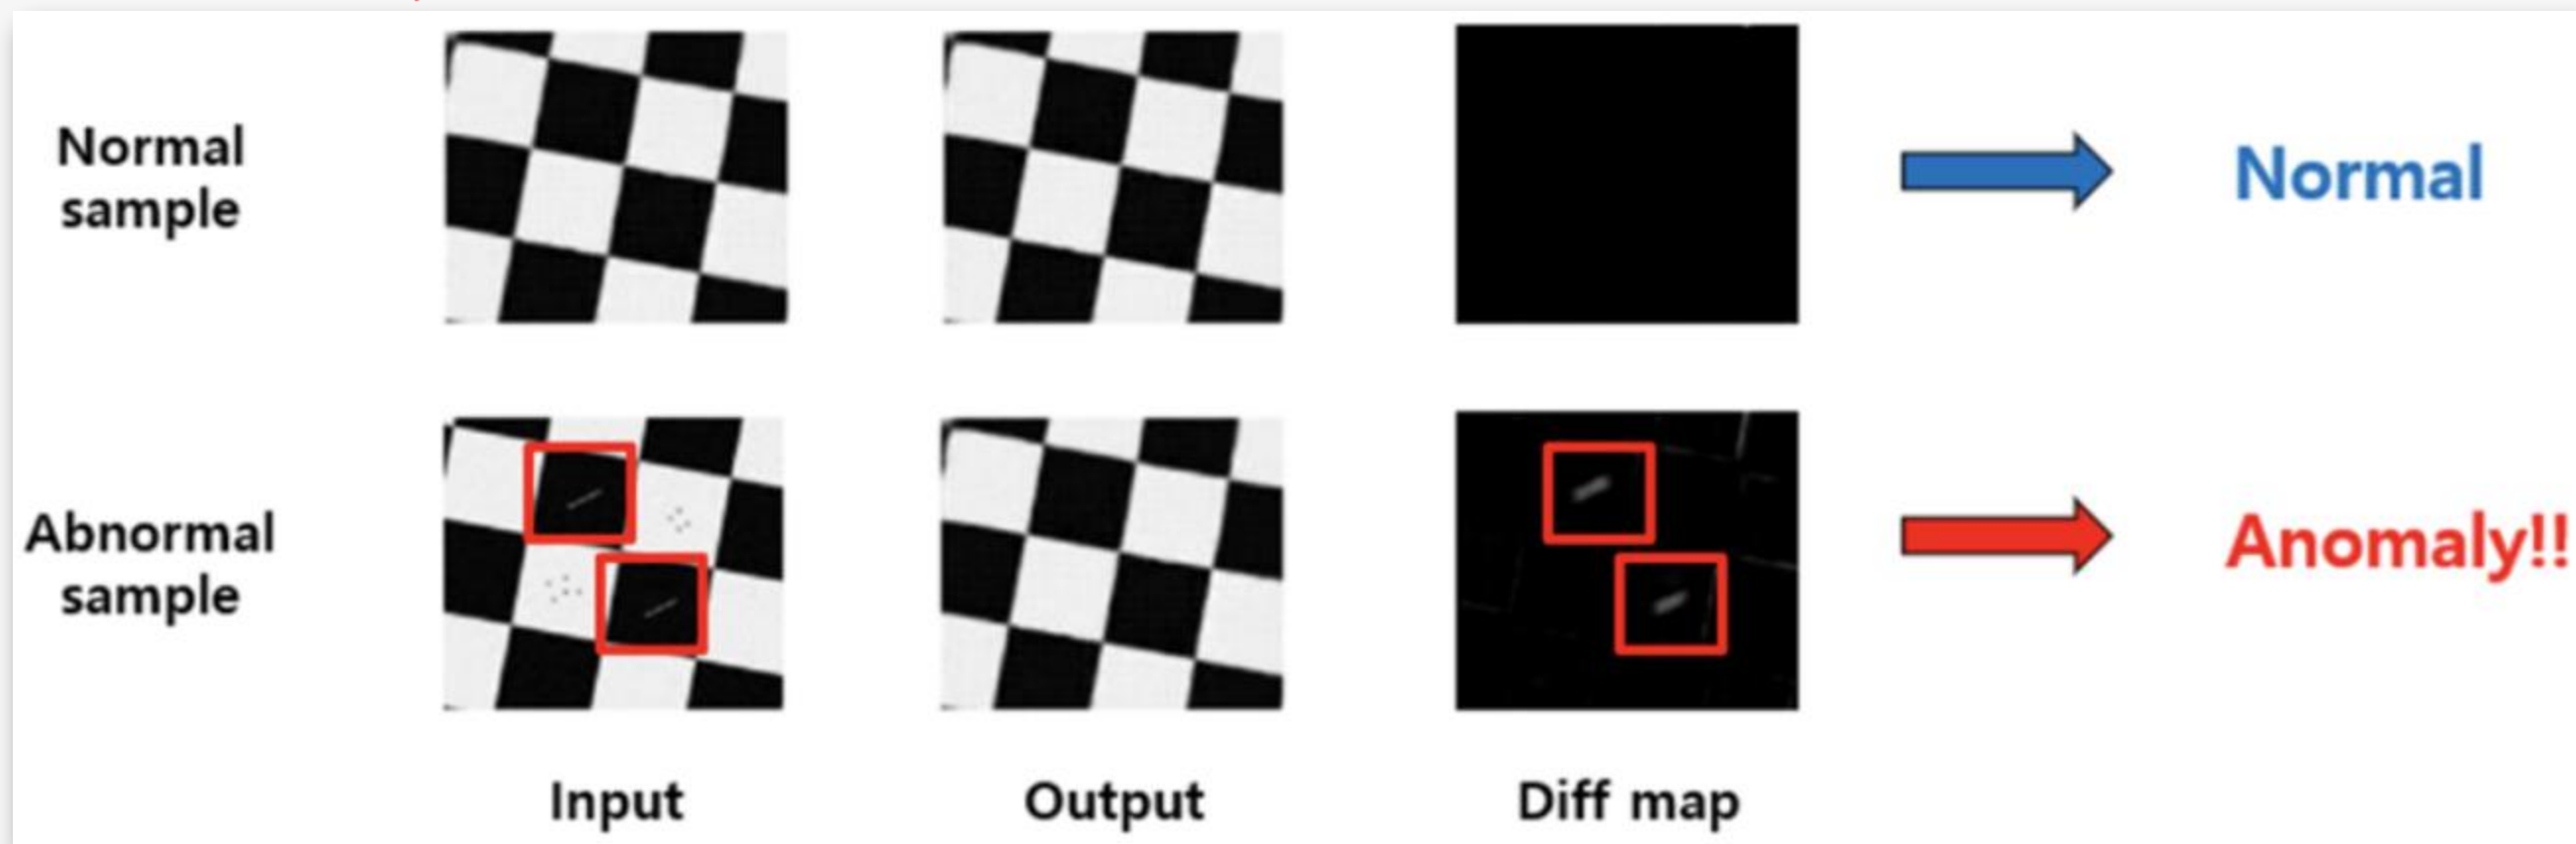 Normal
sample
Normal
Abnormal
sample
Anomaly!!
Input
Output
Diff map